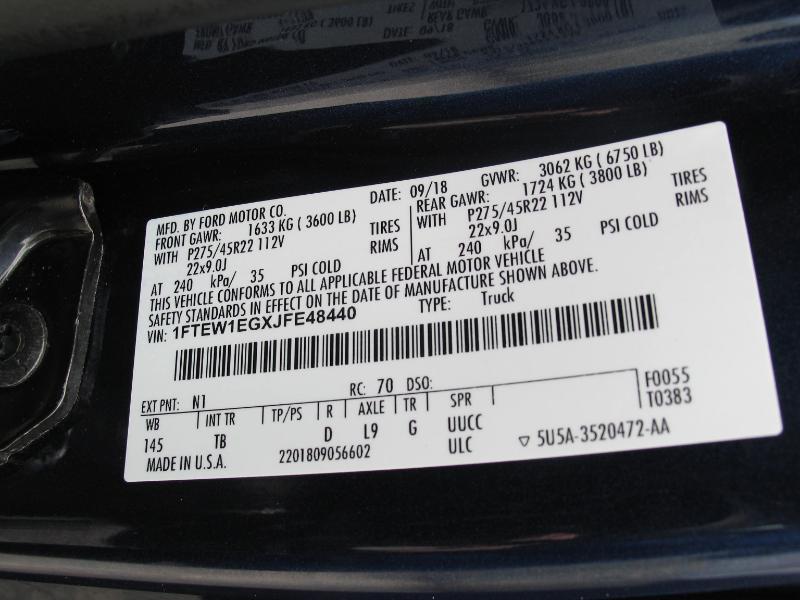 MFD. BY FORD MOTOR CO.
DATE: 09/18 GVWR: 3062 KG ( 6750 LB)
FRONT GAWR: 1633 KG ( 3600 LB) REAR GAWR: 1724 KG ( 3800 LB)
WITH P275/45R22 112V TIRES WITH P275/45R22 112V TIRES
22x9.0J RIMS 22x9.0J RIMS
AT 240 kPa/ 35 PSI COLD AT 240 kPa/ 35 PSI COLD
THIS VEHICLE CONFORMS TO ALL APPLICABLE FEDERAL MOTOR VEHICLE
SAFETY STANDARDS IN EFFECT ON THE DATE OF MANUFACTURE SHOWN ABOVE.
VIN: 1FTEW1EGXJFE48440 TYPE: Truck
EXT PNT: N1 RC: 70 DSO: F0055
WB INT TR TP/PS R AXLE TR SPR T0383
145 TB D L9 G UUCC
MADE IN U.S.A. 2201809056602 ULC ▽ 5U5A-3520472-AA